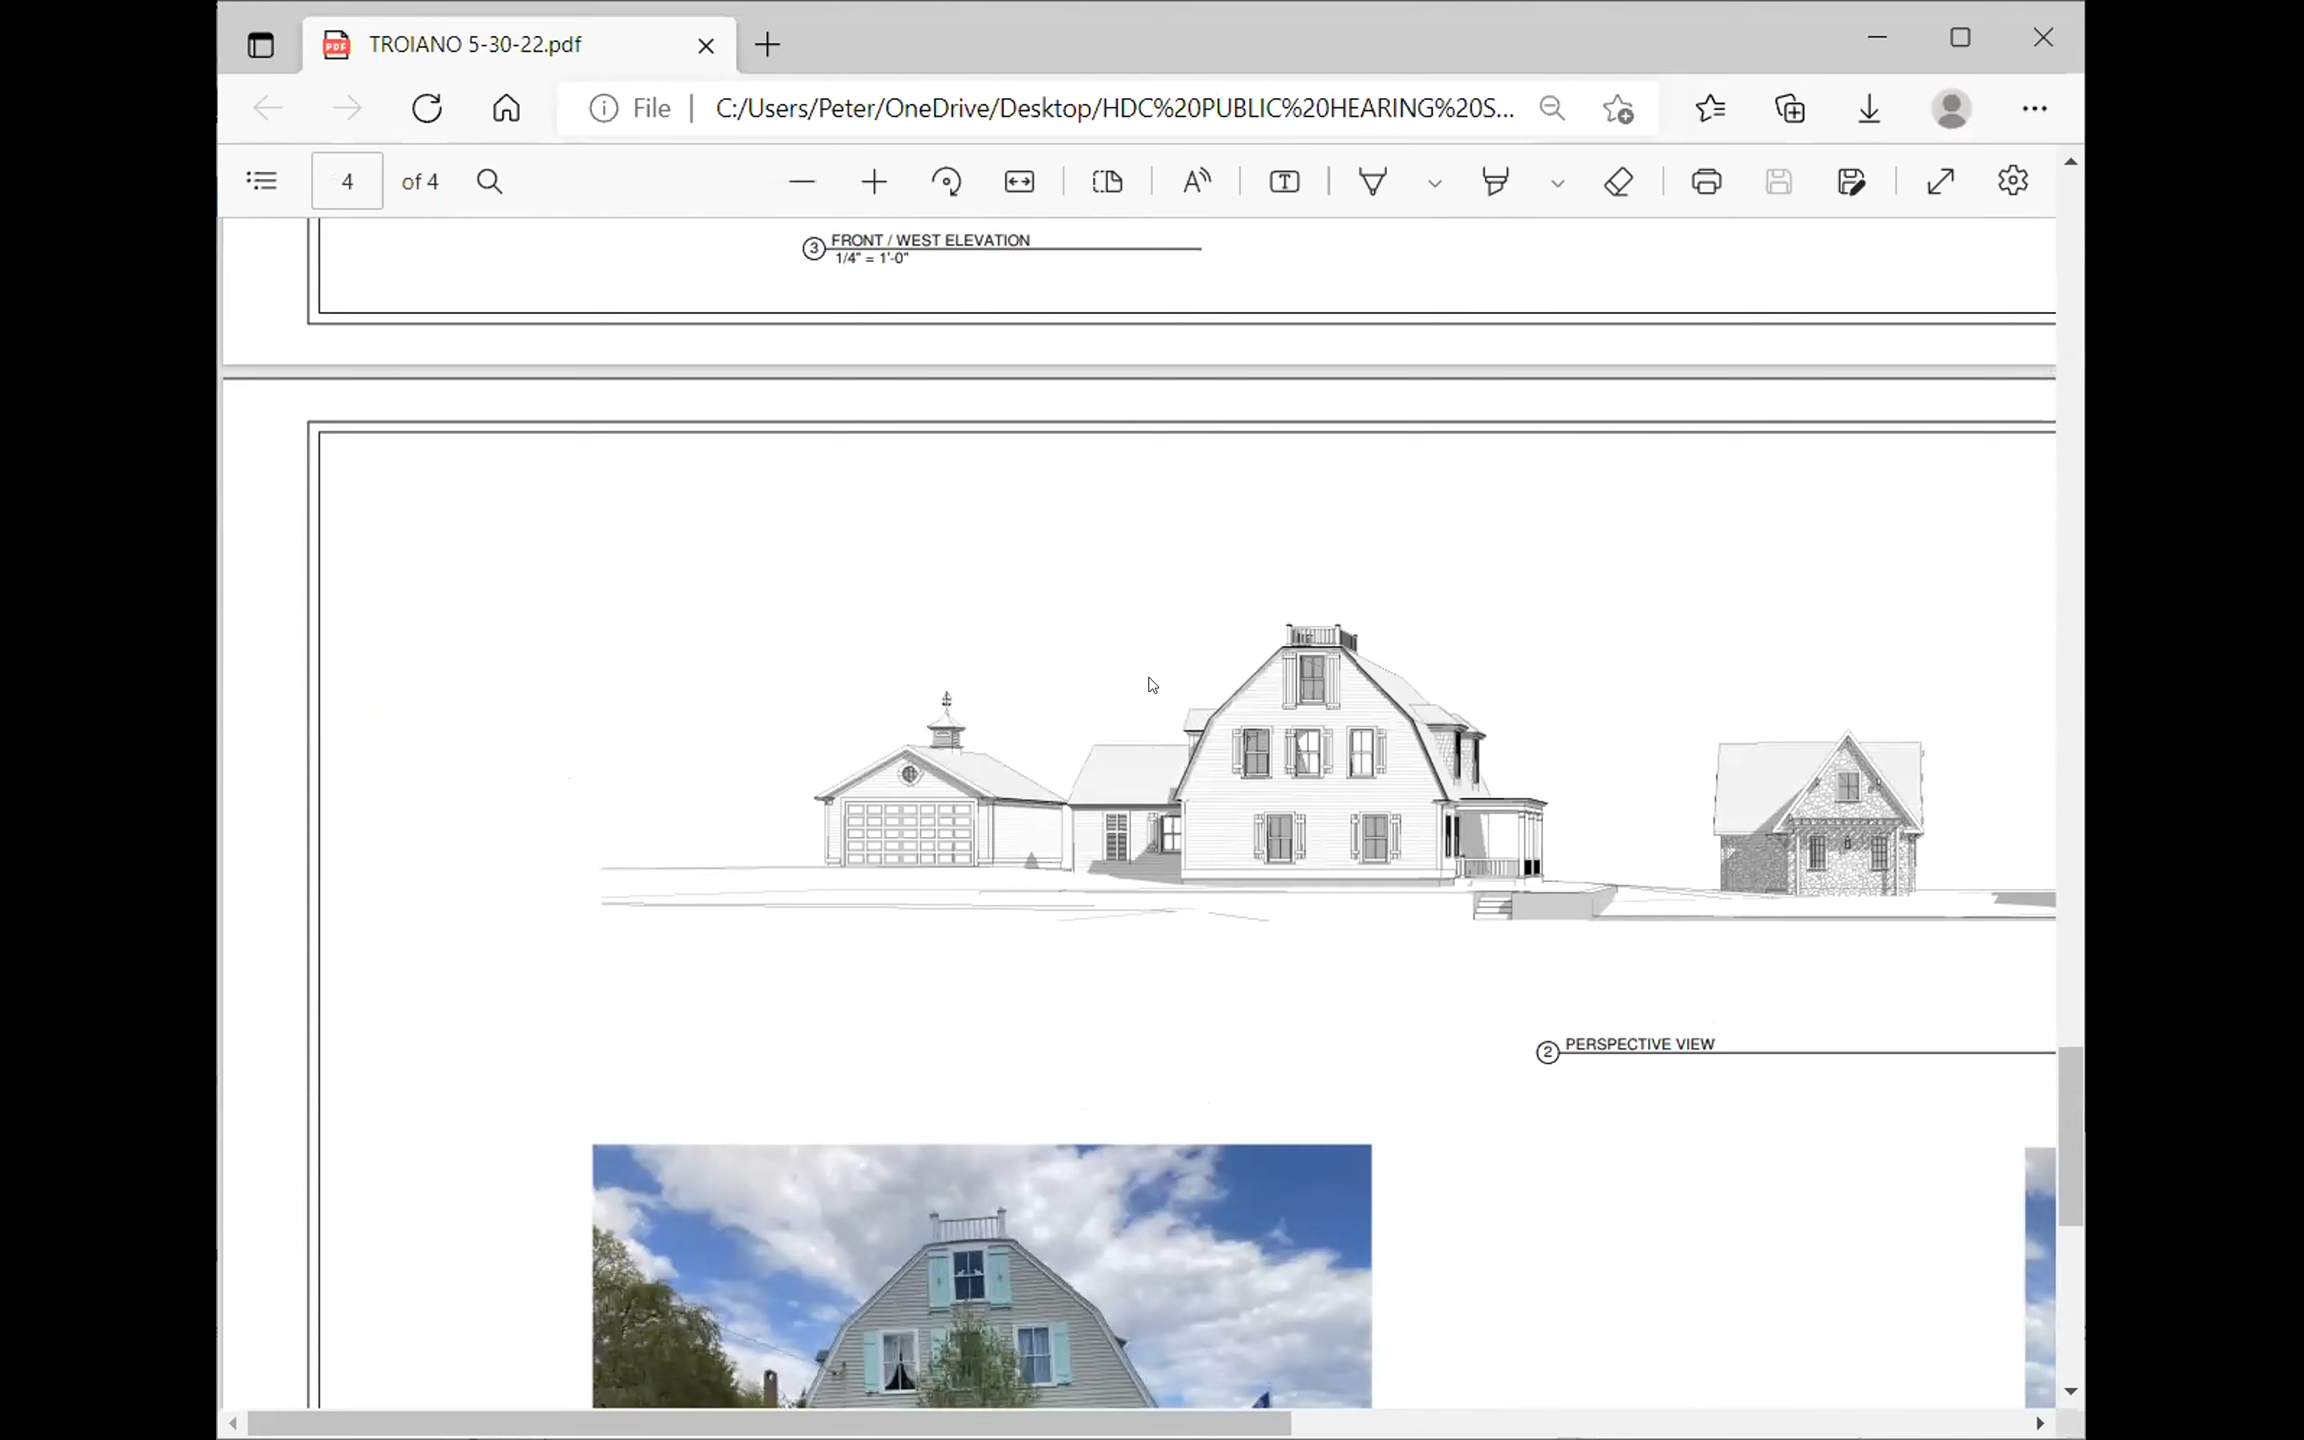 TROIANO 5-30-22.pdf
File
C:/Users/Peter/OneDrive/Desktop/HDC%20PUBLIC%20HEARING%20S...
4 of 4
3 FRONT / WEST ELEVATION
1/4" = 1'-0"
2 PERSPECTIVE VIEW